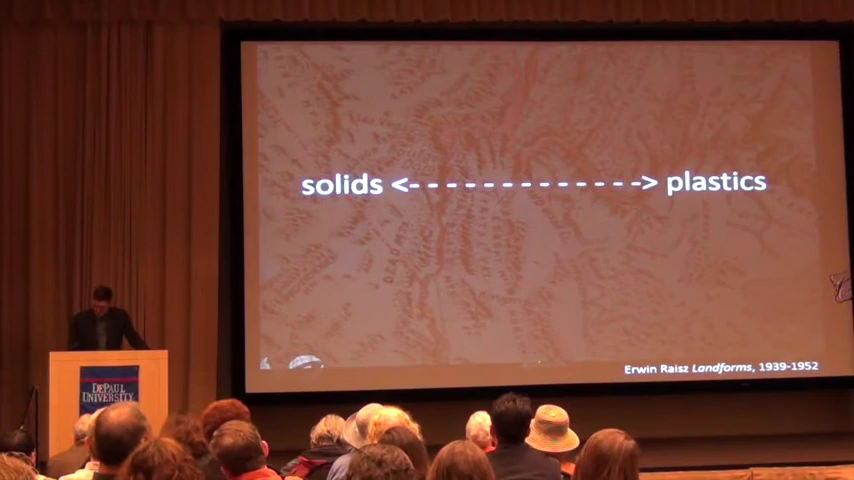 solids <- - - - - - - - - - - - - -> plastics
Erwin Raisz Landforms, 1939-1952
DEPAUL
UNIVERSITY